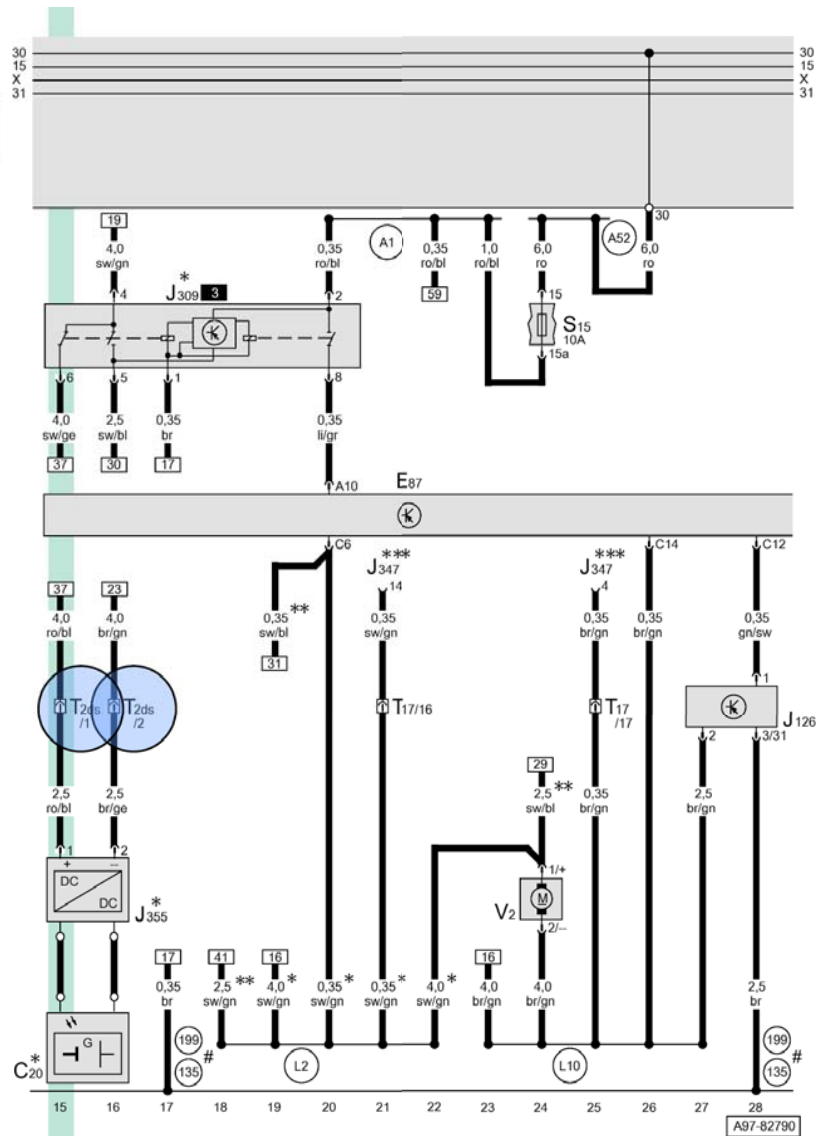 30 30
15 15
X X
31 31
30
19 A1 A52
4,0 0,35 0,35 1,0 6,0 6,0
sw/gn ro/bl ro/bl ro/bl ro ro
59
4 J309 * 3 2 15
S15
10A
15a
6 5 1 8
4,0 2,5 0,35 0,35
sw/ge sw/bl br li/gr
37 30 17
A10 E87
C6 J347 *** J347 *** C14 C12
14 4
37 23
4,0 4,0 0,35 ** 0,35 0,35 0,35 0,35
ro/bl br/gn sw/bl sw/gn br/gn br/gn gn/sw
31
1
T2ds/1 T2ds/2 T17/16 T17/17 J126
2 3/31
29
2,5 2,5 2,5 ** 0,35 2,5
ro/bl br/ge sw/bl br/gn br/gn
1 2
+ --
DC
DC
J355 *
1/+
M
V2
2/--
17 41 16 16
0,35 2,5 ** 4,0 * 0,35 * 0,35 * 4,0 * 4,0 4,0 2,5
br sw/gn sw/gn sw/gn sw/gn sw/gn br/gn br/gn br
G
C20 *
199 # L2 L10 199 #
135 135
15 16 17 18 19 20 21 22 23 24 25 26 27 28
A97-82790